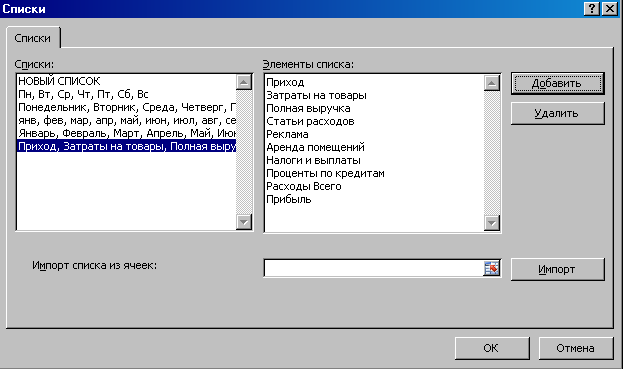 Списки
Списки
Списки:
НОВЫЙ СПИСОК
Пн, Вт, Ср, Чт, Пт, Сб, Вс
Понедельник, Вторник, Среда, Четверг, П
янв, фев, мар, апр, май, июн, июл, авг, се
Январь, Февраль, Март, Апрель, Май, Июн
Приход, Затраты на товары, Полная выру
Элементы списка:
Приход
Затраты на товары
Полная выручка
Статьи расходов
Реклама
Аренда помещений
Налоги и выплаты
Проценты по кредитам
Расходы Всего
Прибыль
Добавить
Удалить
Импорт списка из ячеек:
Импорт
ОК
Отмена